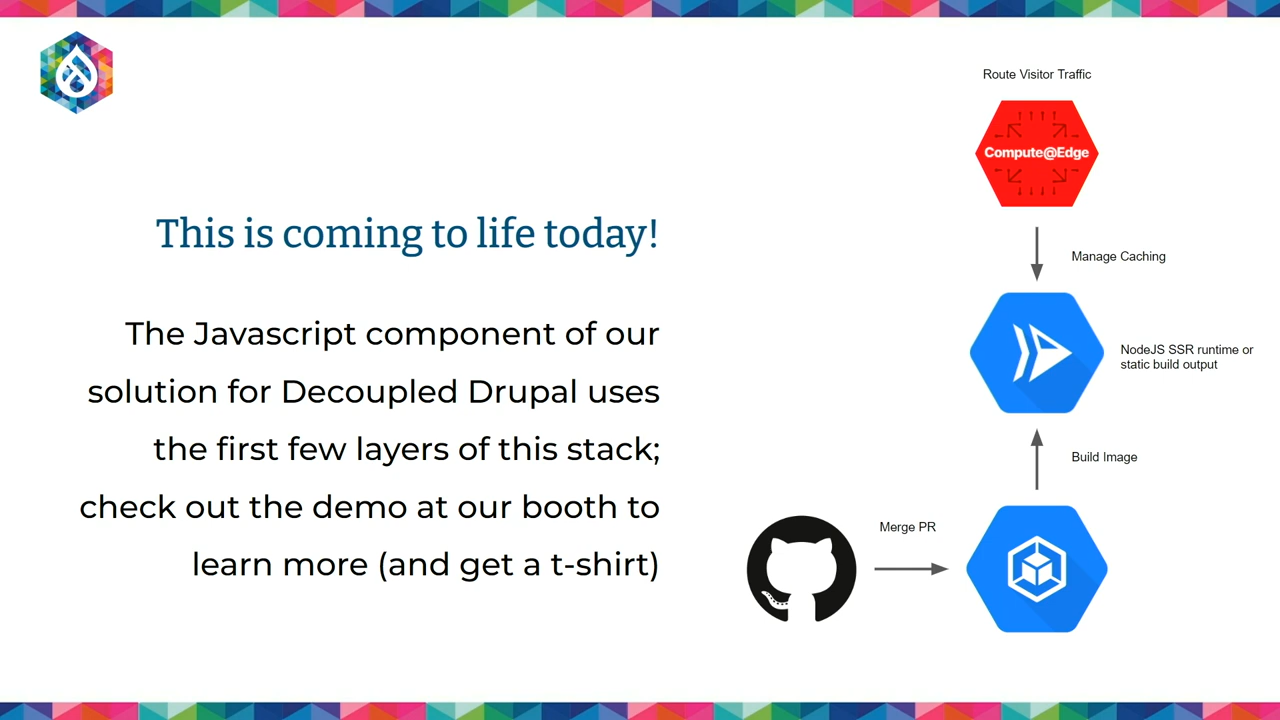 This is coming to life today!
The Javascript component of our
solution for Decoupled Drupal uses
the first few layers of this stack;
check out the demo at our booth to
learn more (and get a t-shirt)
Route Visitor Traffic
Compute@Edge
Manage Caching
NodeJS SSR runtime or
static build output
Build Image
Merge PR